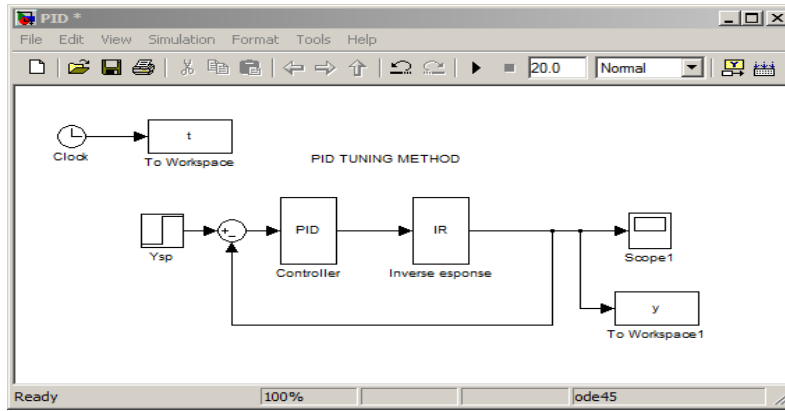 PID *
File Edit View Simulation Format Tools Help
20.0 Normal
t
Clock
To Workspace
PID TUNING METHOD
+
-
PID
IR
Ysp
Controller
Inverse esponse
Scope1
y
To Workspace1
Ready 100% ode45